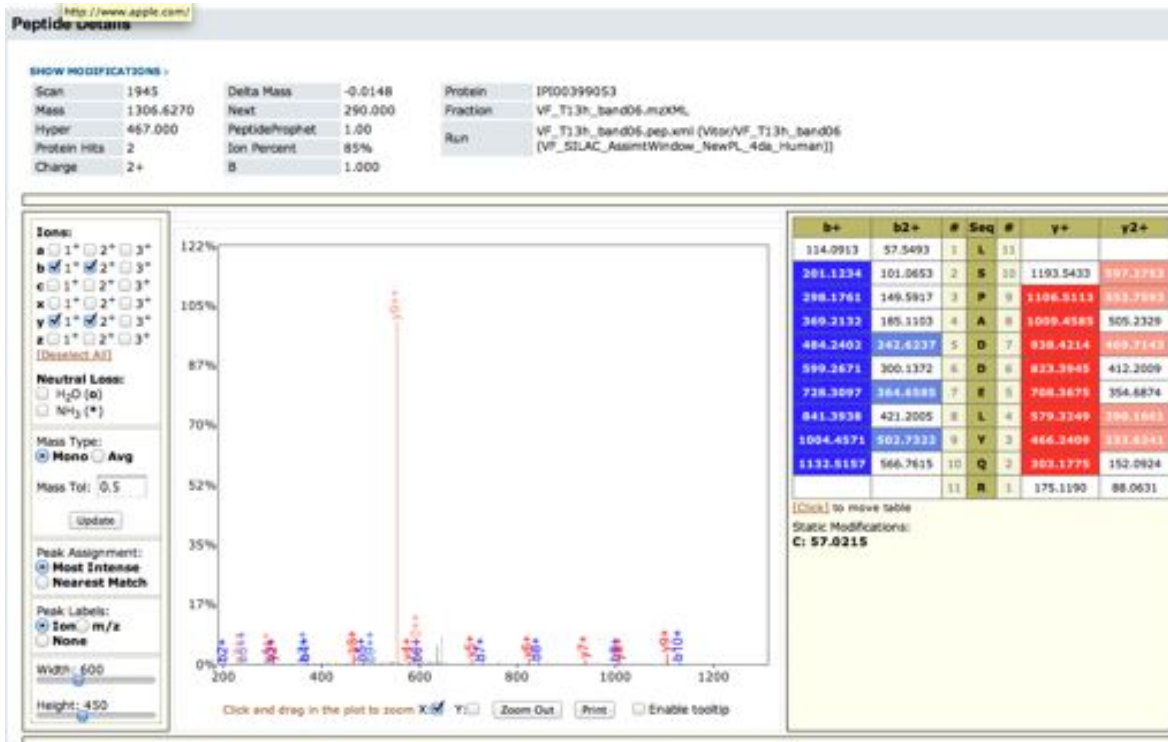 http://www.apple.com/
Peptide Details
SHOW MODIFICATIONS
Scan 1945 Delta Mass -0.0148 Protein IPI00399053
Mass 1306.6270 Next 290.000 Fraction VF_T13h_band06.mzXML
Hyper 467.000 PeptideProphet 1.00 Run VF_T13h_band06.pep.xml (Vitor/VF_T13h_band06
Protein Hits 2 Ion Percent 85% (VF_SILAC_AssimtWindow_NewPL_4da_Human))
Charge 2+ B 1.000
Ions:
a 1+ 2+ 3+
b 1+ 2+ 3+
c 1+ 2+ 3+
x 1+ 2+ 3+
y 1+ 2+ 3+
z 1+ 2+ 3+
[Deselect All]
Neutral Loss:
H2O (o)
NH3 (*)
Mass Type:
Mono Avg
Mass Tol: 0.5
Update
Peak Assignment:
Most Intense
Nearest Match
Peak Labels:
Ion m/z
None
Width: 600
Height: 450
122%
105%
87%
70%
52%
35%
17%
0%
y9++
b2+ b4+ b5+ b7+ y7+ y9+ b10+
200 400 600 800 1000 1200
Click and drag in the plot to zoom X: Y: Zoom Out Print Enable tooltip
b+ b2+ # Seq # y+ y2+
114.0913 57.5493 1 L 11
201.1234 101.0653 2 S 10 1193.5433
298.1761 149.5917 3 P 9 1106.5113
369.2132 185.1103 4 A 8 1009.4585 505.2329
484.2403 242.6237 5 D 7 938.4214 469.7143
599.2671 300.1372 6 D 6 823.3945 412.2009
728.3097 364.6585 7 E 5 708.3675 354.6874
841.3938 421.2005 8 L 4 579.3249
1004.4571 502.7322 9 Y 3 466.2409
1132.5157 566.7615 10 Q 2 303.1775 152.0924
11 R 1 175.1190 88.0631
[Click] to move table
Static Modifications:
C: 57.0215